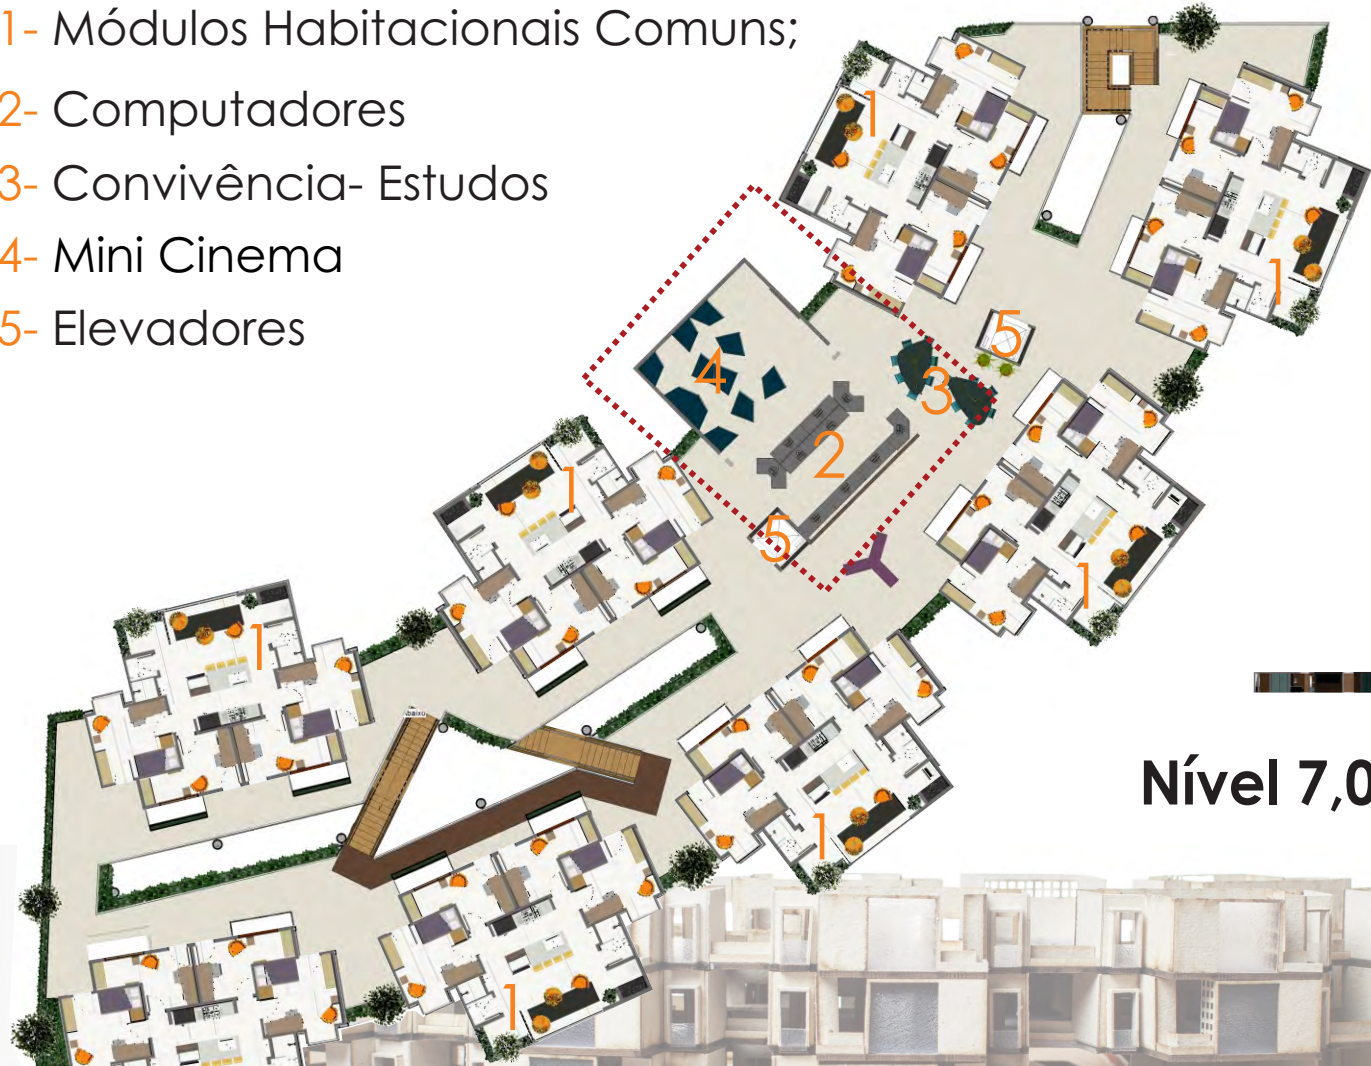 1- Módulos Habitacionais Comuns;
2- Computadores
3- Convivência- Estudos
4- Mini Cinema
5- Elevadores
1
1
5
4
3
2
1
5
1
1
abaixo
Nível 7,0
1
1